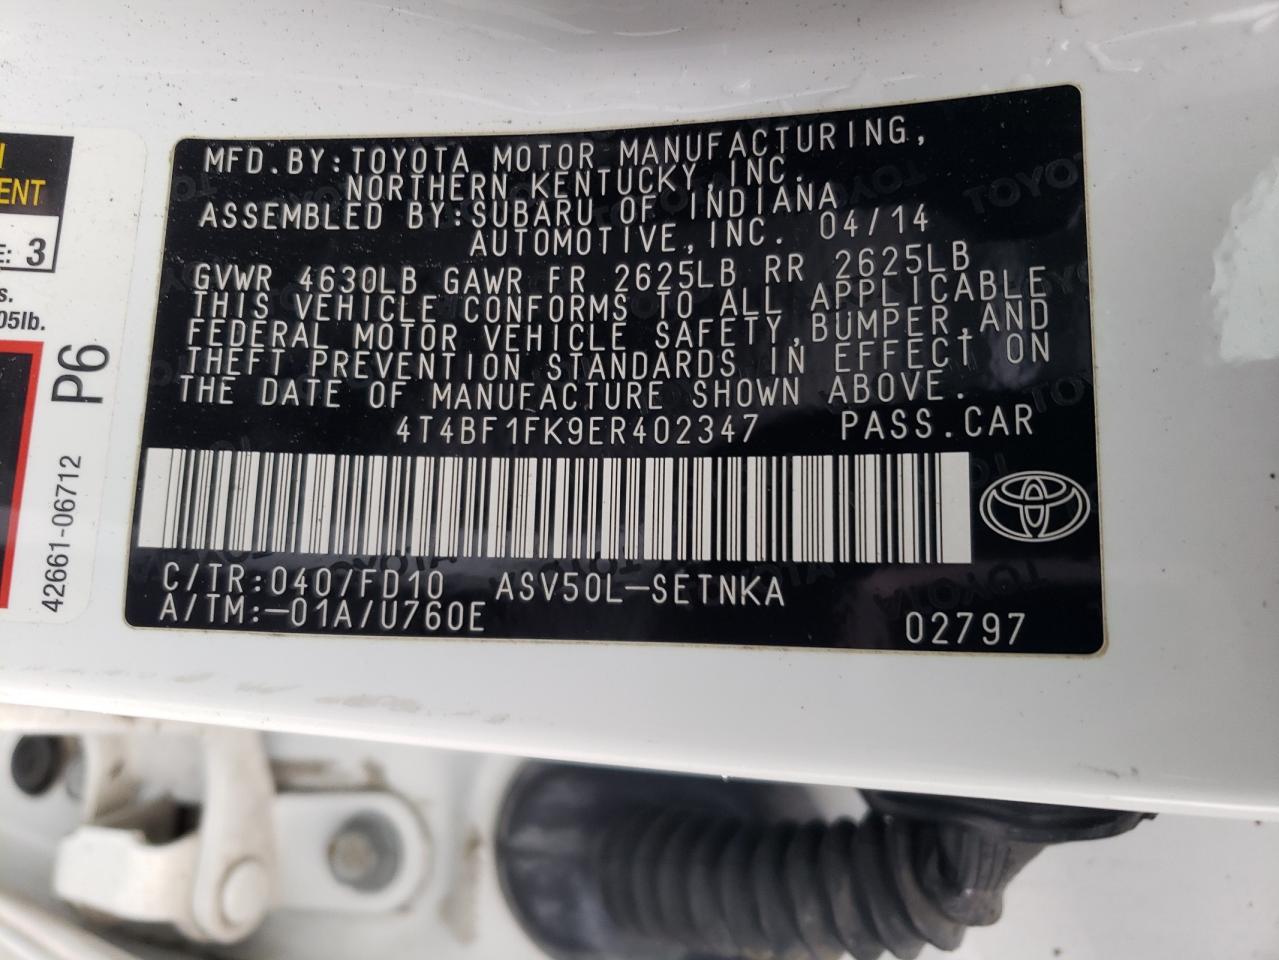 ENT
E: 3
s.
05lb.
P6
42661-06712
MFD.BY:TOYOTA MOTOR MANUFACTURING,
NORTHERN KENTUCKY,INC.
ASSEMBLED BY:SUBARU OF INDIANA
AUTOMOTIVE,INC. 04/14
GVWR 4630LB GAWR FR 2625LB RR 2625LB
THIS VEHICLE CONFORMS TO ALL APPLICABLE
FEDERAL MOTOR VEHICLE SAFETY,BUMPER,AND
THEFT PREVENTION STANDARDS IN EFFECT ON
THE DATE OF MANUFACTURE SHOWN ABOVE.
4T4BF1FK9ER402347 PASS.CAR
C/TR:0407FD10 ASV50L-SETNKA
A/TM:-01A/U760E 02797